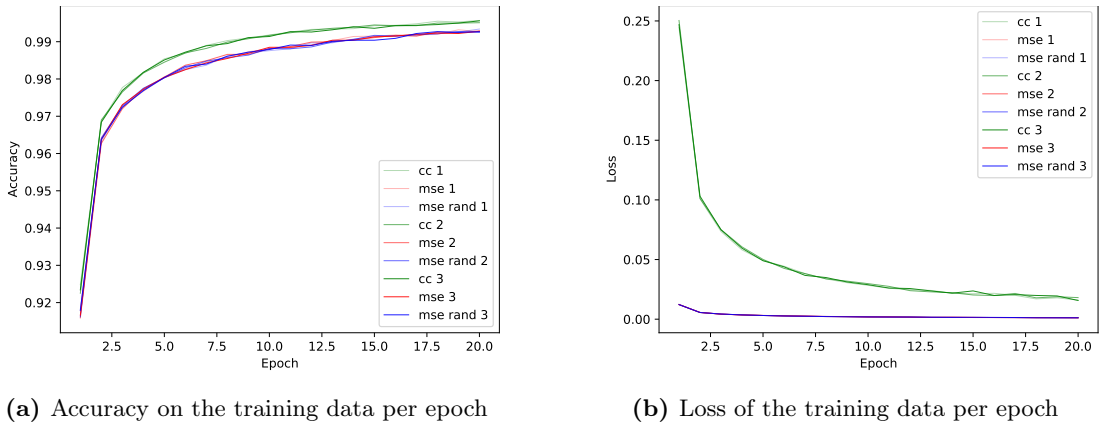 0.99
0.98
0.97
0.96
0.95
0.94
0.93
0.92
Accuracy
2.5 5.0 7.5 10.0 12.5 15.0 17.5 20.0
Epoch
cc 1
mse 1
mse rand 1
cc 2
mse 2
mse rand 2
cc 3
mse 3
mse rand 3
(a) Accuracy on the training data per epoch
0.25
0.20
0.15
0.10
0.05
0.00
Loss
2.5 5.0 7.5 10.0 12.5 15.0 17.5 20.0
Epoch
cc 1
mse 1
mse rand 1
cc 2
mse 2
mse rand 2
cc 3
mse 3
mse rand 3
(b) Loss of the training data per epoch